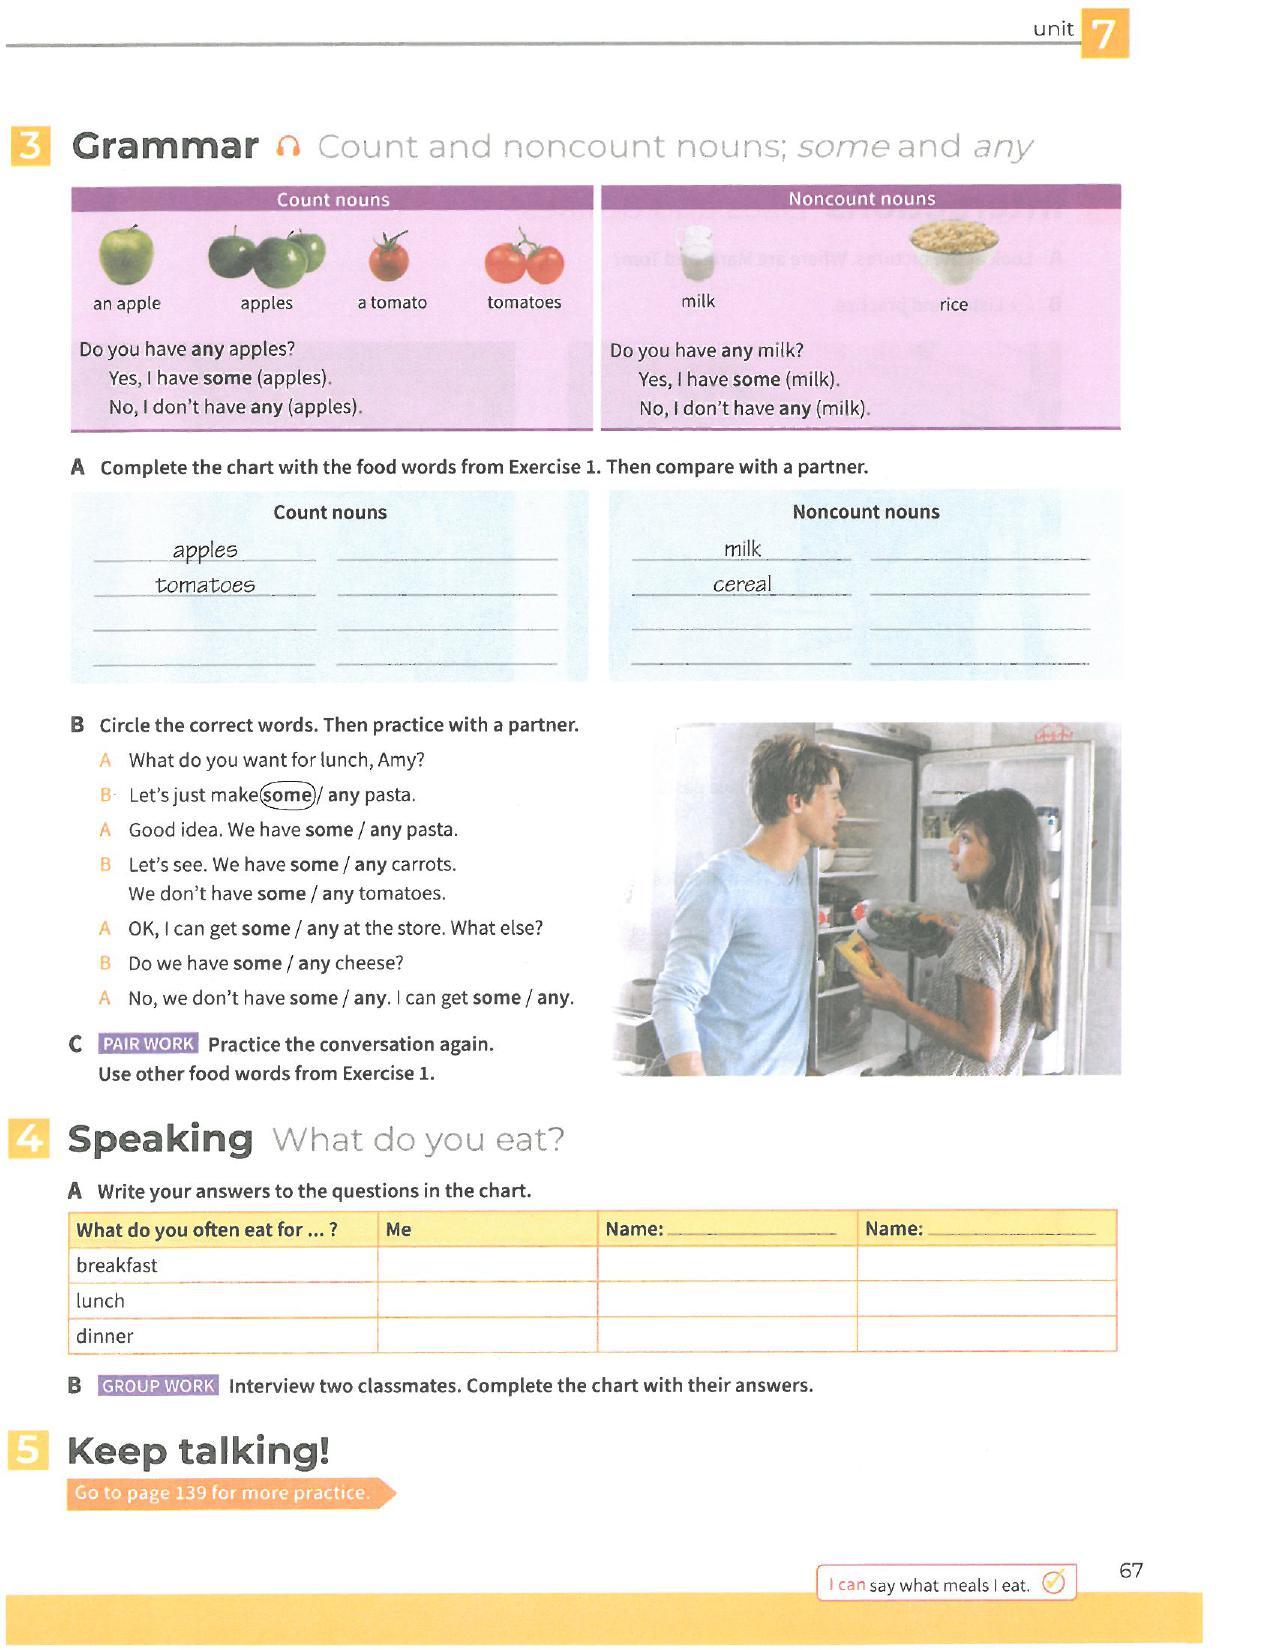 unit 7
3 Grammar Count and noncount nouns; some and any
Count nouns
an apple apples a tomato tomatoes
Do you have any apples?
Yes, I have some (apples).
No, I don't have any (apples).
Noncount nouns
milk rice
Do you have any milk?
Yes, I have some (milk).
No, I don't have any (milk).
A Complete the chart with the food words from Exercise 1. Then compare with a partner.
Count nouns
apples
tomatoes
Noncount nouns
milk
cereal
B Circle the correct words. Then practice with a partner.
A What do you want for lunch, Amy?
B Let's just make some / any pasta.
A Good idea. We have some / any pasta.
B Let's see. We have some / any carrots.
We don't have some / any tomatoes.
A OK, I can get some / any at the store. What else?
B Do we have some / any cheese?
A No, we don't have some / any. I can get some / any.
C PAIR WORK Practice the conversation again.
Use other food words from Exercise 1.
4 Speaking What do you eat?
A Write your answers to the questions in the chart.
What do you often eat for ... ? Me Name: Name:
breakfast
lunch
dinner
B GROUP WORK Interview two classmates. Complete the chart with their answers.
5 Keep talking!
Go to page 139 for more practice.
I can say what meals I eat.
67